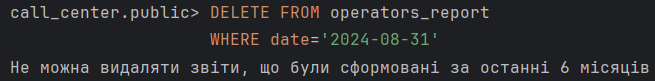 call_center.public> DELETE FROM operators_report
WHERE date='2024-08-31'
Не можна видаляти звіти, що були сформовані за останні 6 місяців